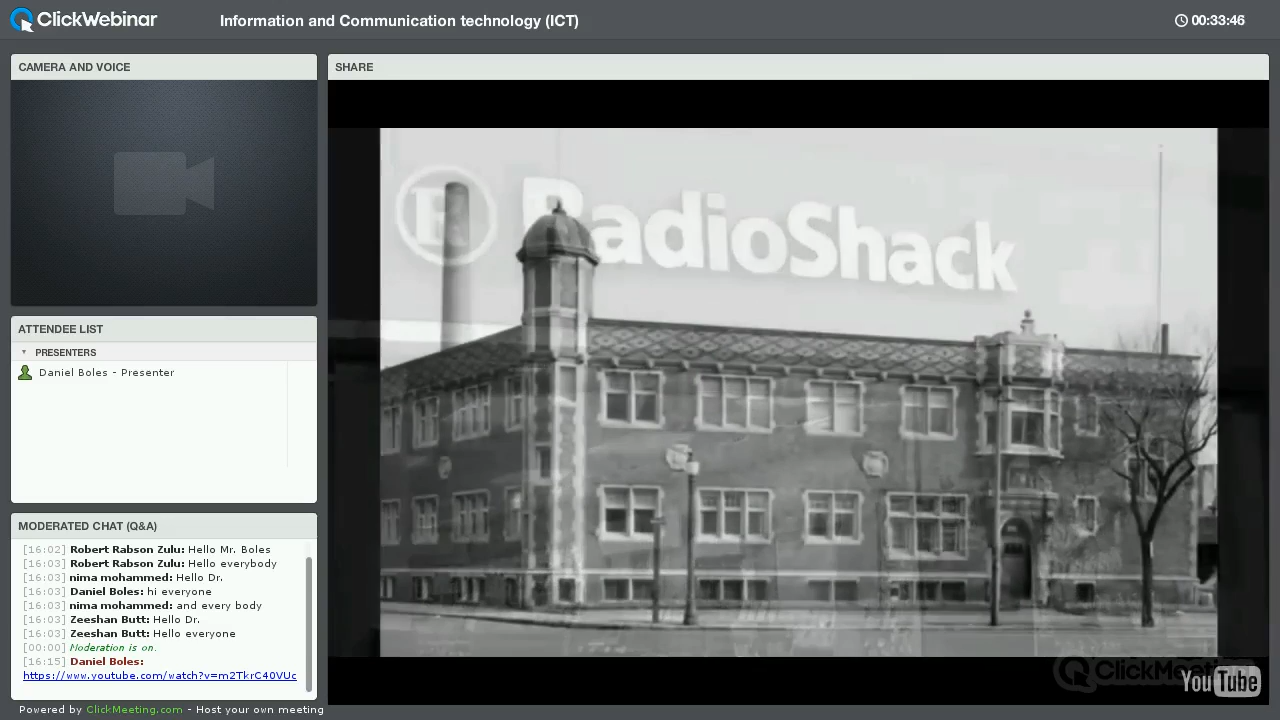 ClickWebinar
Information and Communication technology (ICT)
00:33:46
CAMERA AND VOICE
SHARE
R RadioShack
ATTENDEE LIST
PRESENTERS
Daniel Boles - Presenter
MODERATED CHAT (Q&A)
[16:02] Robert Rabson Zulu: Hello Mr. Boles
[16:03] Robert Rabson Zulu: Hello everybody
[16:03] nima mohammed: Hello Dr.
[16:03] Daniel Boles: hi everyone
[16:03] nima mohammed: and every body
[16:03] Zeeshan Butt: Hello Dr.
[16:03] Zeeshan Butt: Hello everyone
[00:00] Moderation is on.
[16:15] Daniel Boles:
https://www.youtube.com/watch?v=m2TkrC40VUc
ClickMeeting
YouTube
Powered by ClickMeeting.com - Host your own meeting